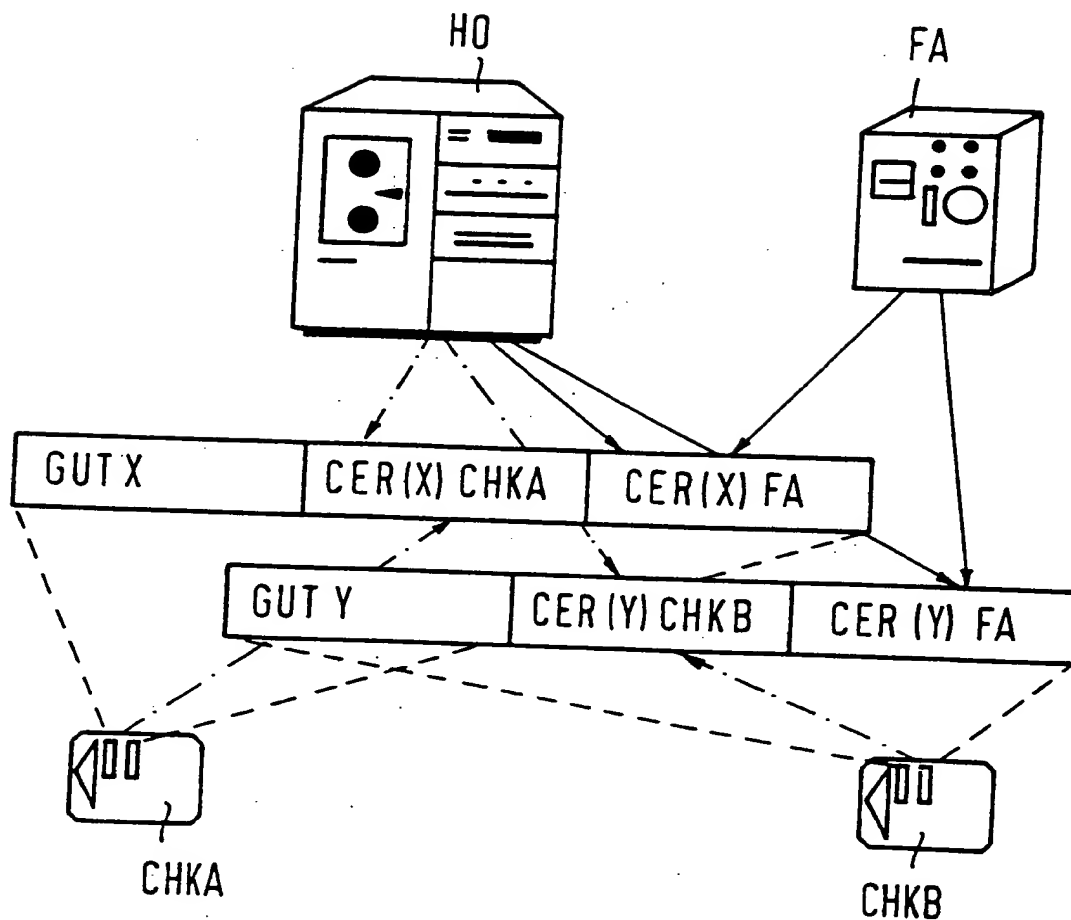 HO
FA
GUT X
CER(X) CHKA
CER(X) FA
GUT Y
CER(Y) CHKB
CER(Y) FA
CHKA
CHKB